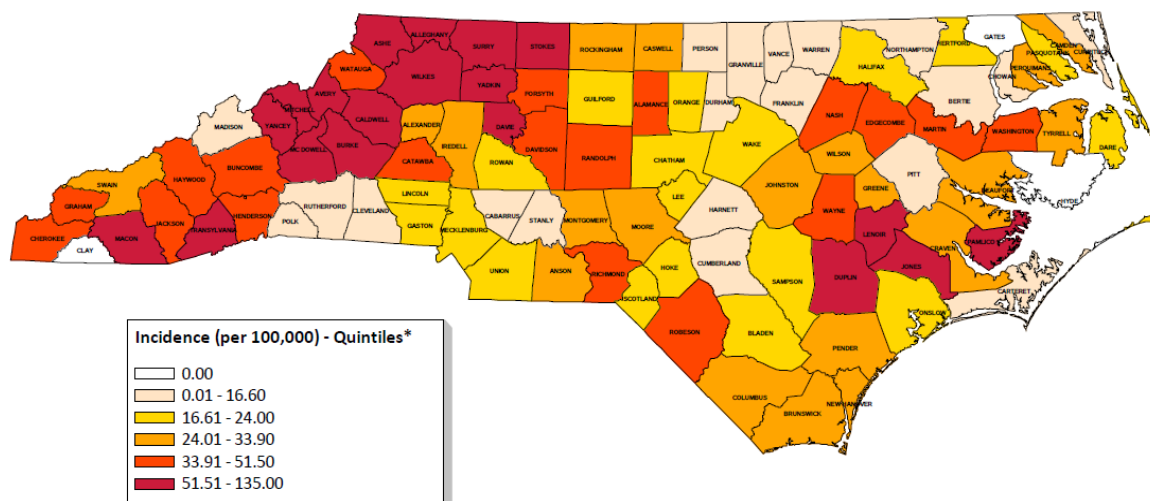 ASHE
ALLEGHANY
SURRY
STOKES
ROCKINGHAM
CASWELL
PERSON
GRANVILLE
VANCE
WARREN
NORTHAMPTON
HERTFORD
GATES
PASQUOTANK
CAMDEN
CURRITUCK
PERQUIMANS
CHOWAN
WATAUGA
WILKES
YADKIN
FORSYTH
GUILFORD
ALAMANCE
ORANGE
DURHAM
FRANKLIN
HALIFAX
BERTIE
MITCHELL
AVERY
CALDWELL
ALEXANDER
IREDELL
DAVIE
DAVIDSON
RANDOLPH
CHATHAM
WAKE
NASH
EDGECOMBE
MARTIN
WASHINGTON
TYRRELL
DARE
MADISON
YANCEY
MC DOWELL
BURKE
CATAWBA
ROWAN
WILSON
PITT
BEAUFORT
HYDE
SWAIN
HAYWOOD
BUNCOMBE
RUTHERFORD
CLEVELAND
LINCOLN
GASTON
MECKLENBURG
CABARRUS
STANLY
MONTGOMERY
MOORE
LEE
HARNETT
JOHNSTON
GREENE
WAYNE
LENOIR
CRAVEN
PAMLICO
GRAHAM
CHEROKEE
CLAY
MACON
JACKSON
TRANSYLVANIA
HENDERSON
POLK
UNION
ANSON
RICHMOND
SCOTLAND
HOKE
CUMBERLAND
SAMPSON
DUPLIN
JONES
CARTERET
ONSLOW
ROBESON
BLADEN
PENDER
COLUMBUS
BRUNSWICK
NEW HANOVER
Incidence (per 100,000) - Quintiles*
0.00
0.01 - 16.60
16.61 - 24.00
24.01 - 33.90
33.91 - 51.50
51.51 - 135.00